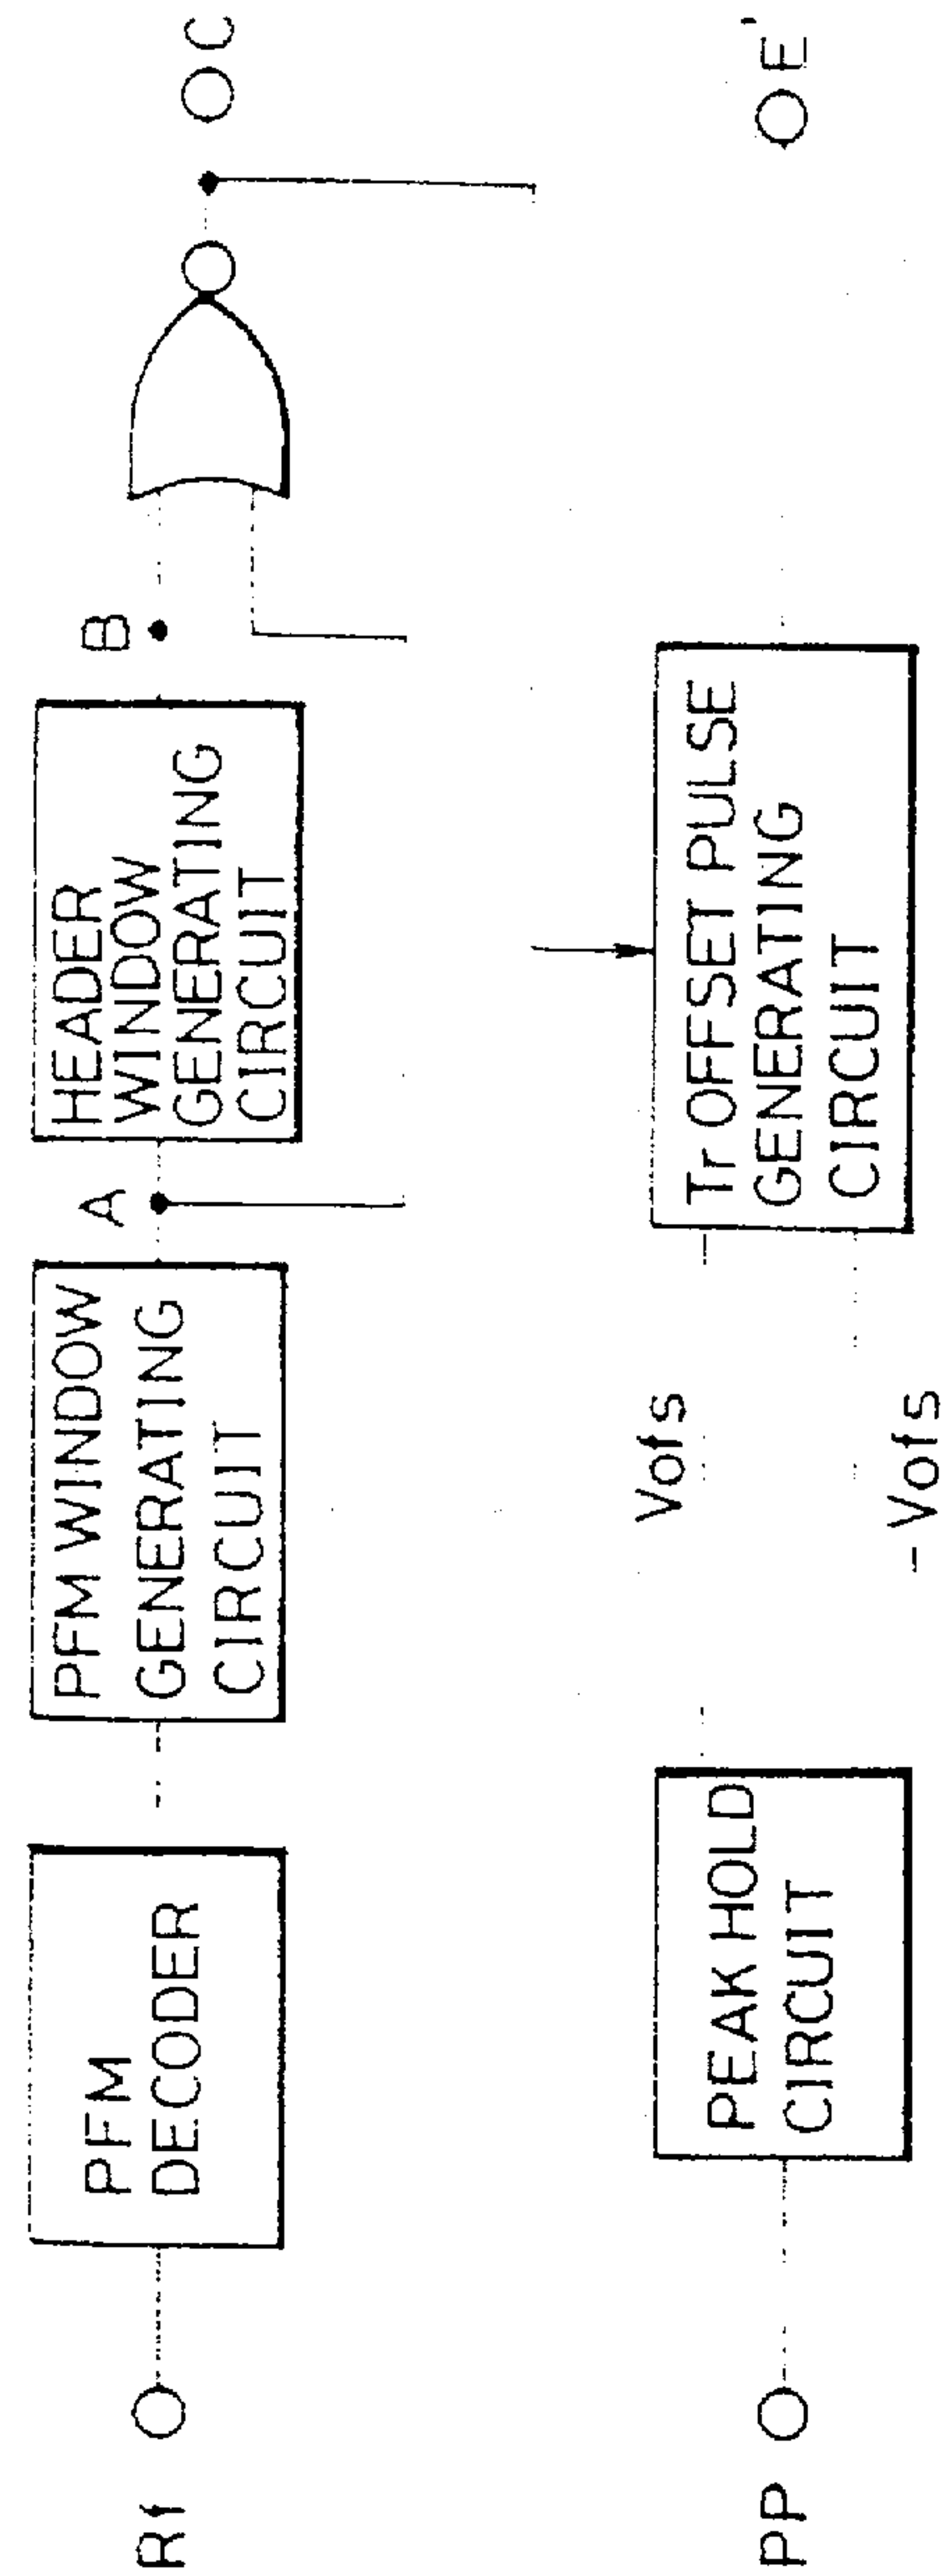 Rf
PFM
DECODER
PFM WINDOW
GENERATING
CIRCUIT
A
HEADER
WINDOW
GENERATING
CIRCUIT
B
C
PP
PEAK HOLD
CIRCUIT
Vofs
- Vofs
Tr OFFSET PULSE
GENERATING
CIRCUIT
E'